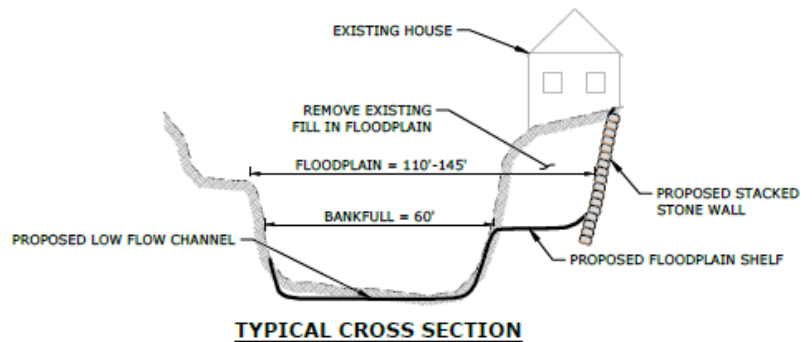 EXISTING HOUSE
REMOVE EXISTING
FILL IN FLOODPLAIN
FLOODPLAIN = 110'-145'
PROPOSED STACKED
STONE WALL
BANKFULL = 60'
PROPOSED LOW FLOW CHANNEL
PROPOSED FLOODPLAIN SHELF
TYPICAL CROSS SECTION